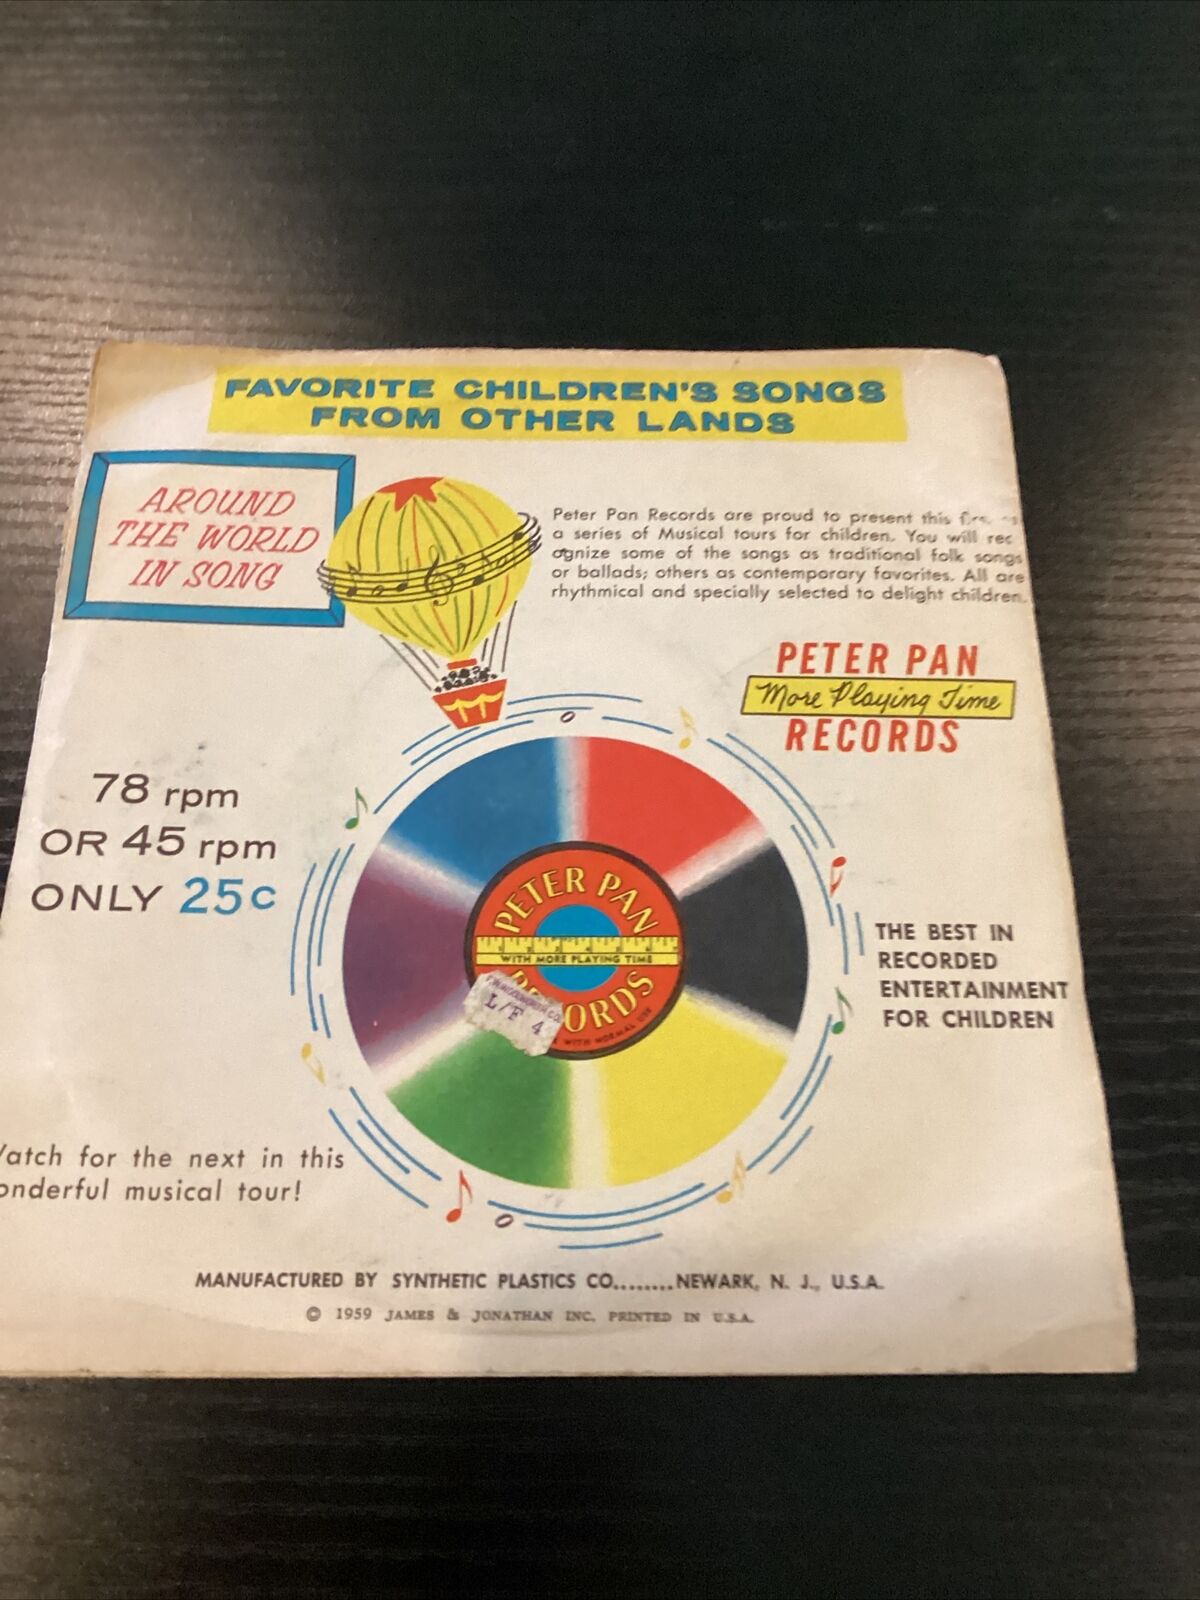 FAVORITE CHILDREN'S SONGS
FROM OTHER LANDS
AROUND
THE WORLD
IN SONG
Peter Pan Records are proud to present this
a series of Musical tours for children. You will rec
ognize some of the songs as traditional folk songs
or ballads; others as contemporary favorites. All are
rhythmical and specially selected to delight children.
PETER PAN
More Playing Time
RECORDS
78 rpm
OR 45 rpm
ONLY 25c
PETER PAN
WITH MORE PLAYING TIME
RECORDS
WITH NORMAL USE
L/F 4
THE BEST IN
RECORDED
ENTERTAINMENT
FOR CHILDREN
atch for the next in this
onderful musical tour!
MANUFACTURED BY SYNTHETIC PLASTICS CO........NEWARK, N. J., U.S.A.
© 1959 JAMES & JONATHAN INC. PRINTED IN U.S.A.